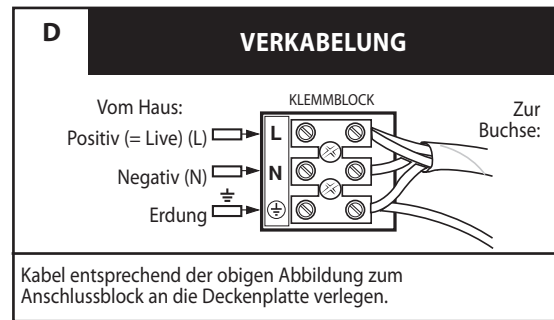 D
VERKABELUNG
Vom Haus:
KLEMMBLOCK
Zur
Buchse:
Positiv (= Live) (L)
L
Negativ (N)
N
Erdung
Kabel entsprechend der obigen Abbildung zum
Anschlussblock an die Deckenplatte verlegen.